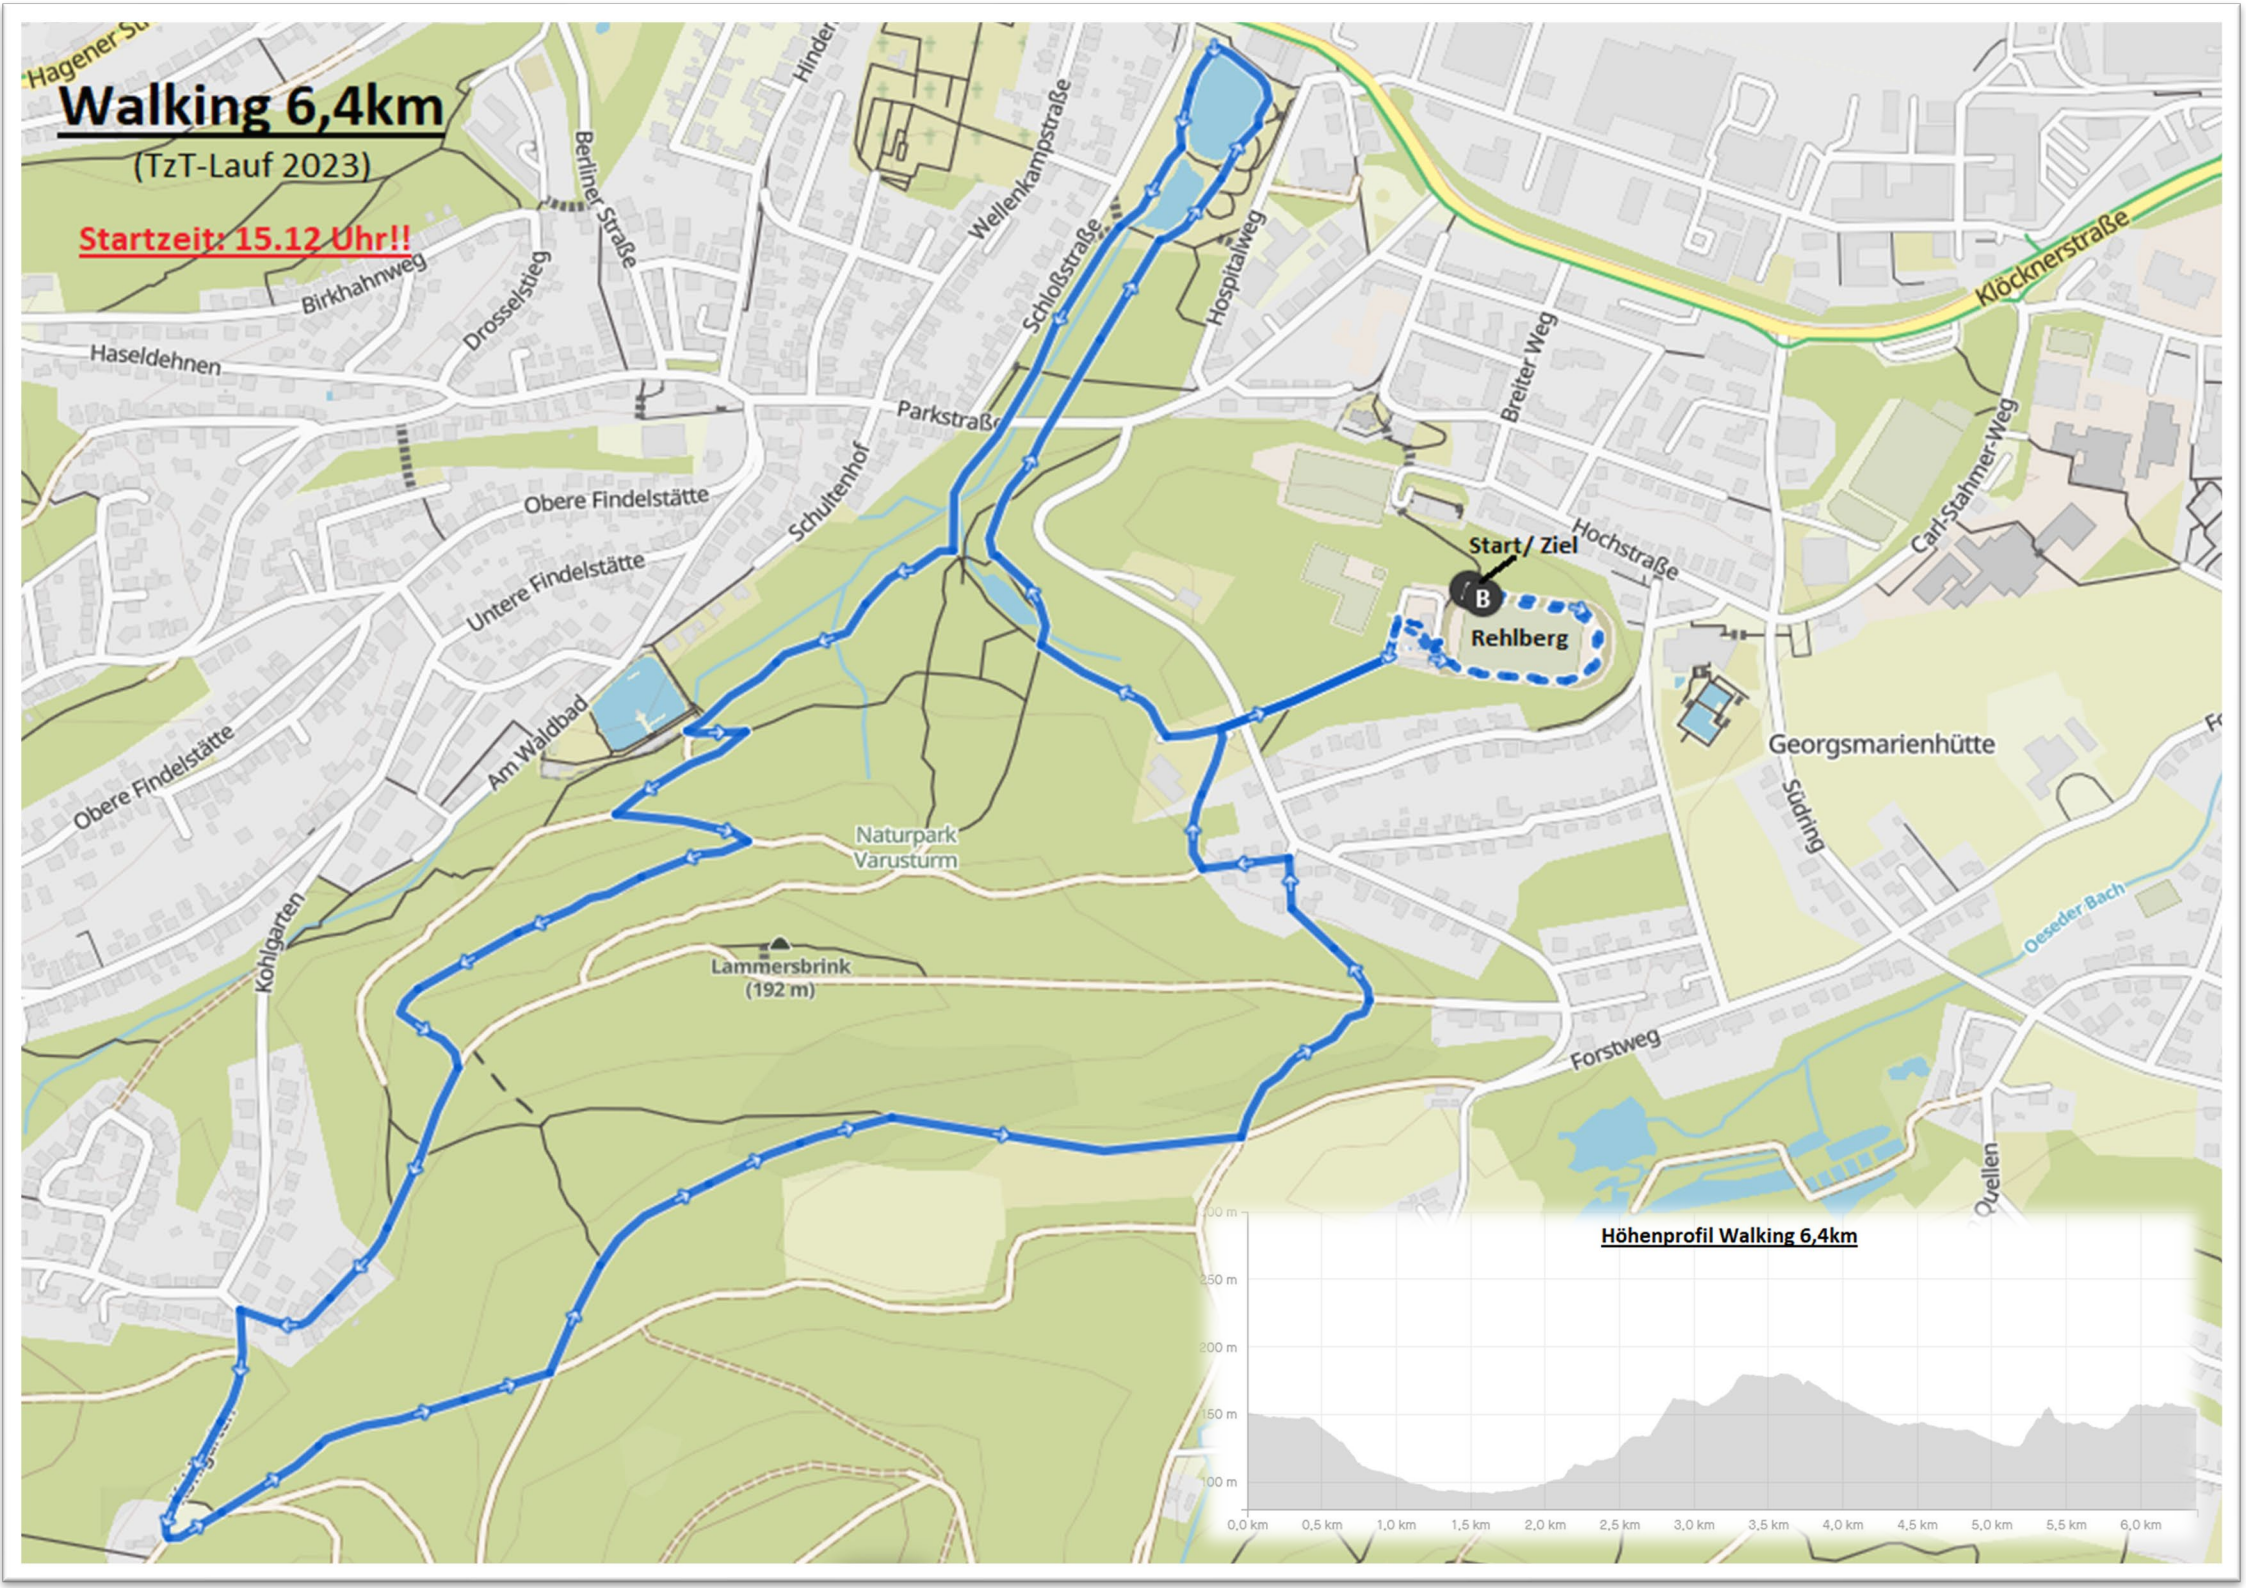 Hagener Str
Walking 6,4km
(TzT-Lauf 2023)
Startzeit: 15.12 Uhr!!
Birkhahnweg
Drosselstieg
Berliner Straße
Haseldehnen
Wellenkampstraße
Schloßstraße
Hospitalweg
Klöcknerstraße
Breiter Weg
Parkstraße
Carl-Stahmer-Weg
Obere Findelstätte
Schultenhof
Hochstraße
Start/ Ziel
B
Rehlberg
Untere Findelstätte
Am Waldbad
Obere Findelstätte
Georgsmarienhütte
Südring
Naturpark
Varusturm
Oeseder Bach
Kohlgarten
Lammersbrink
(192 m)
Forstweg
Quellen
Höhenprofil Walking 6,4km
300 m
250 m
200 m
150 m
100 m
0,0 km 0,5 km 1,0 km 1,5 km 2,0 km 2,5 km 3,0 km 3,5 km 4,0 km 4,5 km 5,0 km 5,5 km 6,0 km